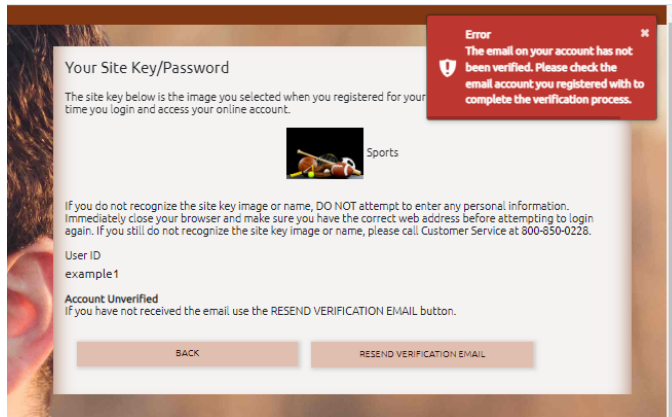 Error
The email on your account has not
been verified. Please check the
email account you registered with to
complete the verification process.
Your Site Key/Password
The site key below is the image you selected when you registered for your
time you login and access your online account.
Sports
If you do not recognize the site key image or name, DO NOT attempt to enter any personal information.
Immediately close your browser and make sure you have the correct web address before attempting to login
again. If you still do not recognize the site key image or name, please call Customer Service at 800-850-0228.
User ID
example1
Account Unverified
If you have not received the email use the RESEND VERIFICATION EMAIL button.
BACK
RESEND VERIFICATION EMAIL